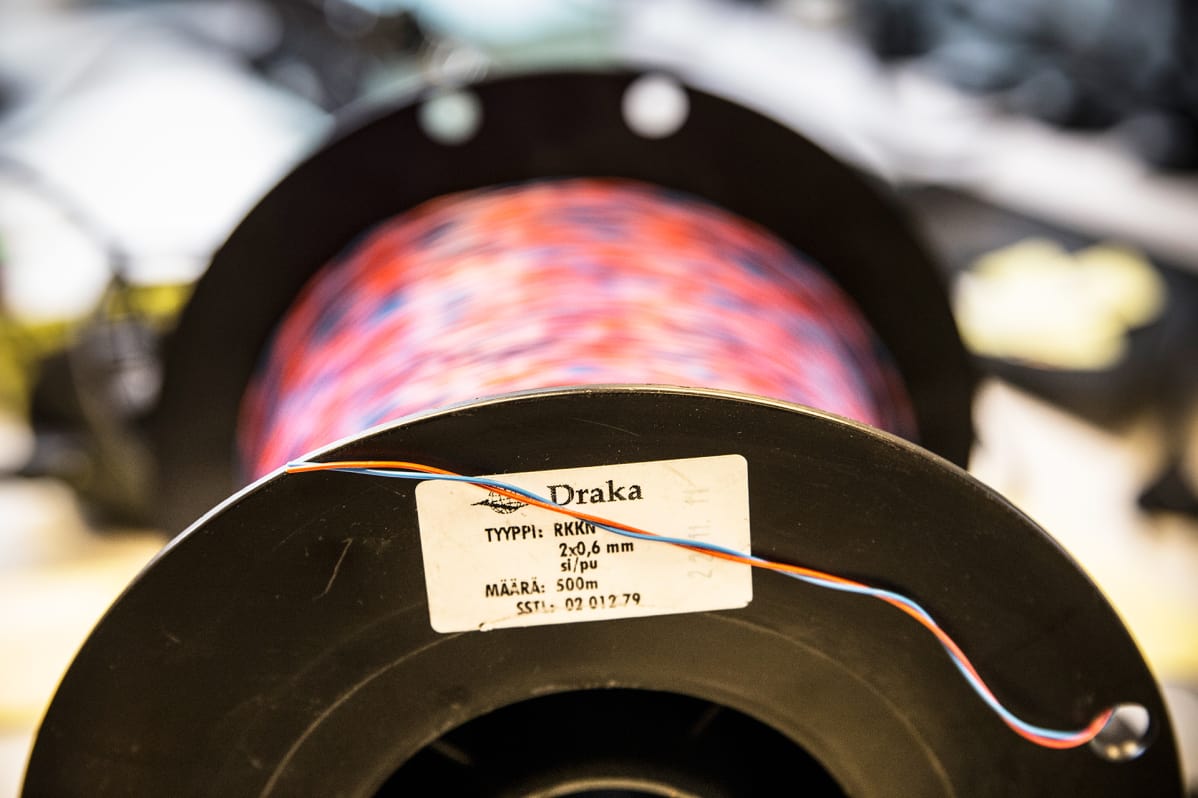 Draka
TYYPPI: RKKN
2x0,6 mm
si/pu
MÄÄRÄ: 500m
SSTL: 02 012 79